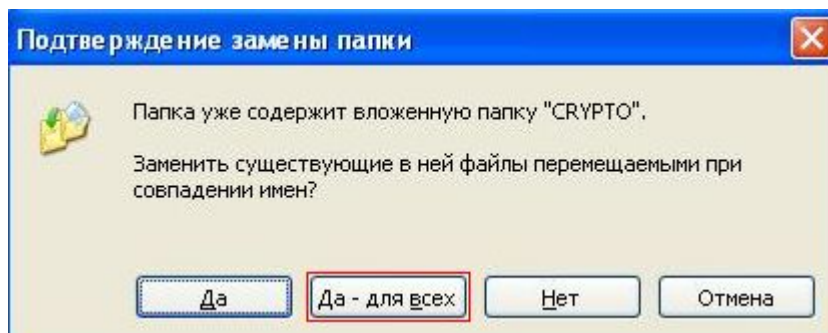 Подтверждение замены папки
Папка уже содержит вложенную папку "CRYPTO".
Заменить существующие в ней файлы перемещаемыми при
совпадении имен?
Да
Да - для всех
Нет
Отмена